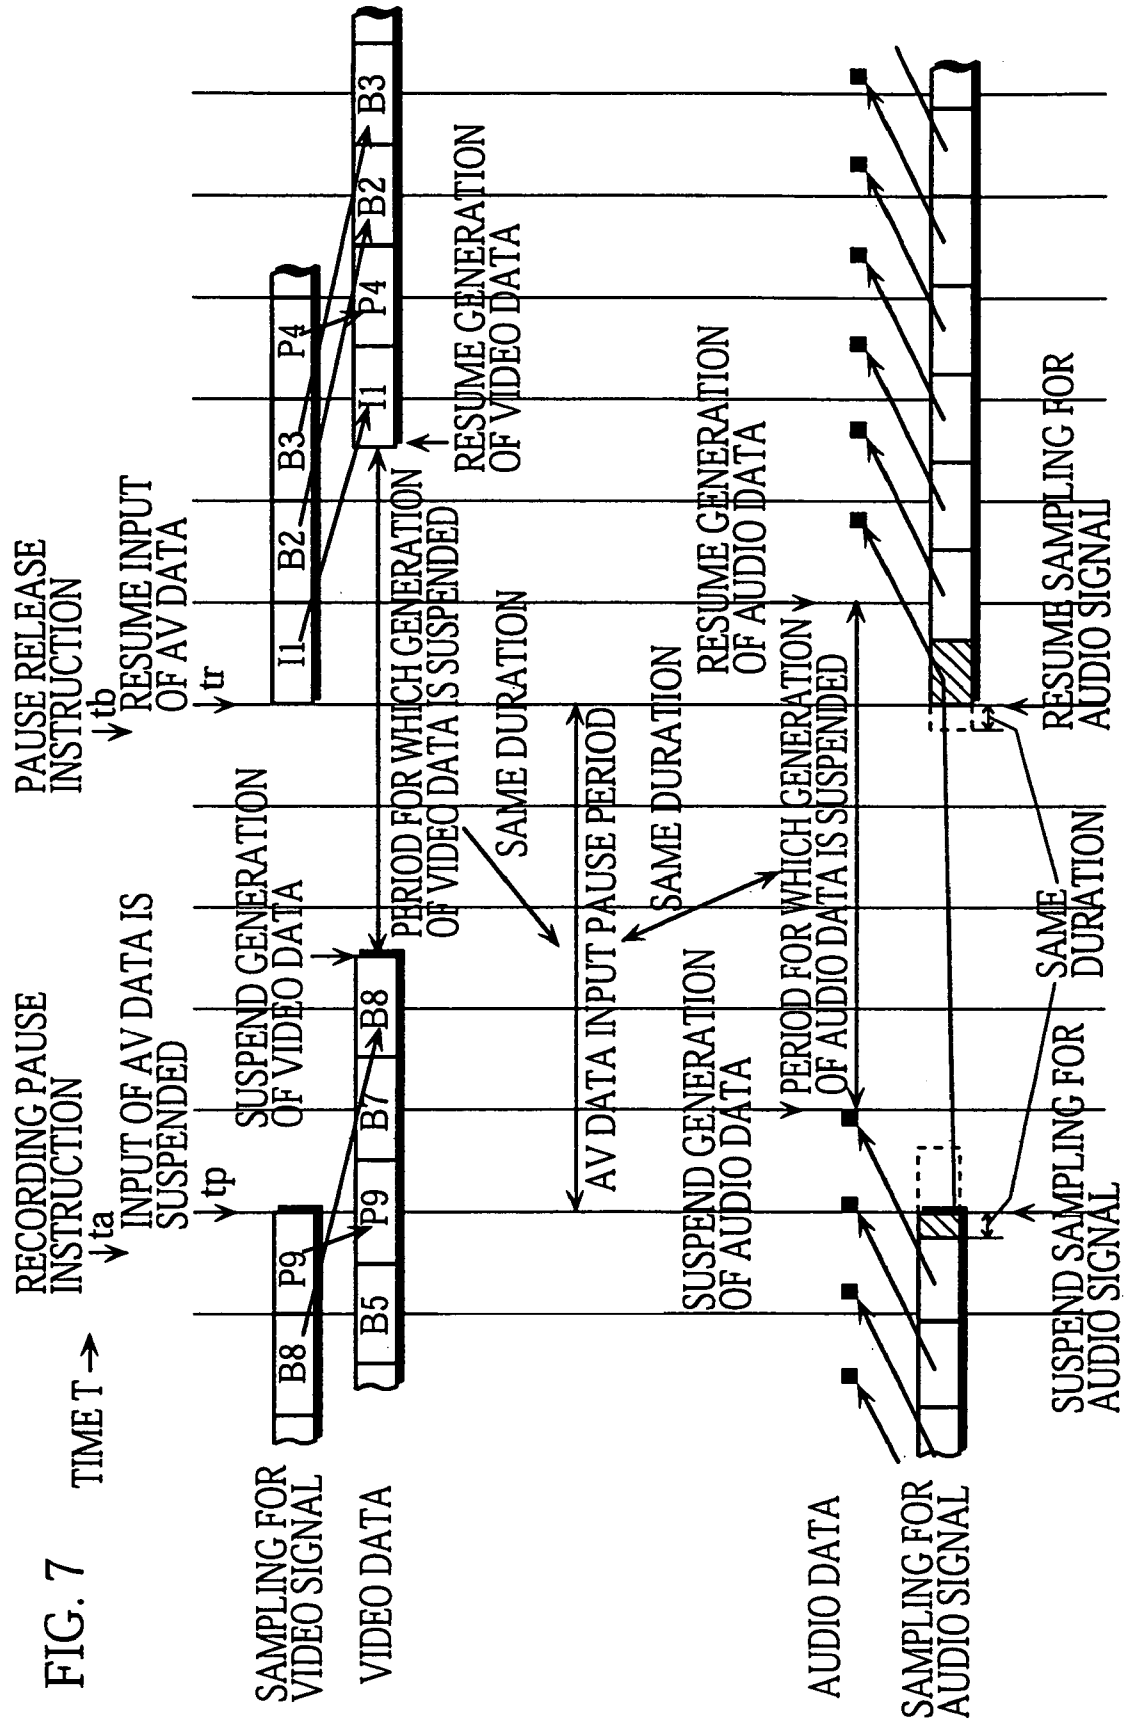 FIG. 7
TIME T
RECORDING PAUSE
INSTRUCTION
ta
INPUT OF AV DATA IS
SUSPENDED
tp
PAUSE RELEASE
INSTRUCTION
tb
RESUME INPUT
OF AV DATA
tr
SUSPEND GENERATION
OF VIDEO DATA
SAMPLING FOR
VIDEO SIGNAL
B8
P9
I1
B2
B3
P4
VIDEO DATA
B5
P9
B7
B8
I1
P4
B2
B3
PERIOD FOR WHICH GENERATION
OF VIDEO DATA IS SUSPENDED
RESUME GENERATION
OF VIDEO DATA
SAME DURATION
AV DATA INPUT PAUSE PERIOD
SAME DURATION
SUSPEND GENERATION
OF AUDIO DATA
RESUME GENERATION
OF AUDIO DATA
PERIOD FOR WHICH GENERATION
OF AUDIO DATA IS SUSPENDED
AUDIO DATA
SAMPLING FOR
AUDIO SIGNAL
SAME
DURATION
SUSPEND SAMPLING FOR
AUDIO SIGNAL
RESUME SAMPLING FOR
AUDIO SIGNAL